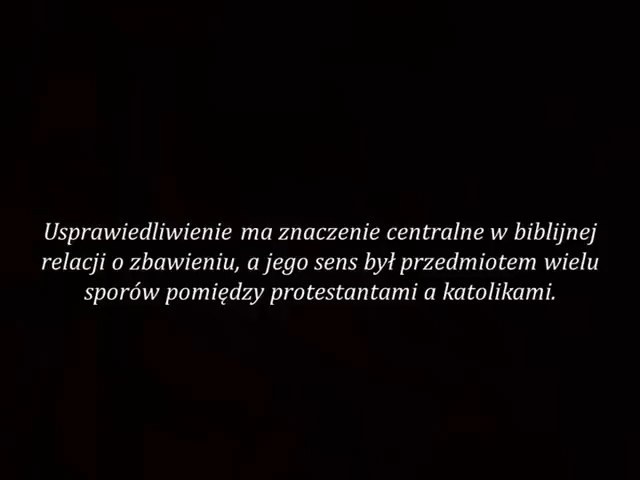 Usprawiedliwienie ma znaczenie centralne w biblijnej
relacji o zbawieniu, a jego sens był przedmiotem wielu
sporów pomiędzy protestantami a katolikami.